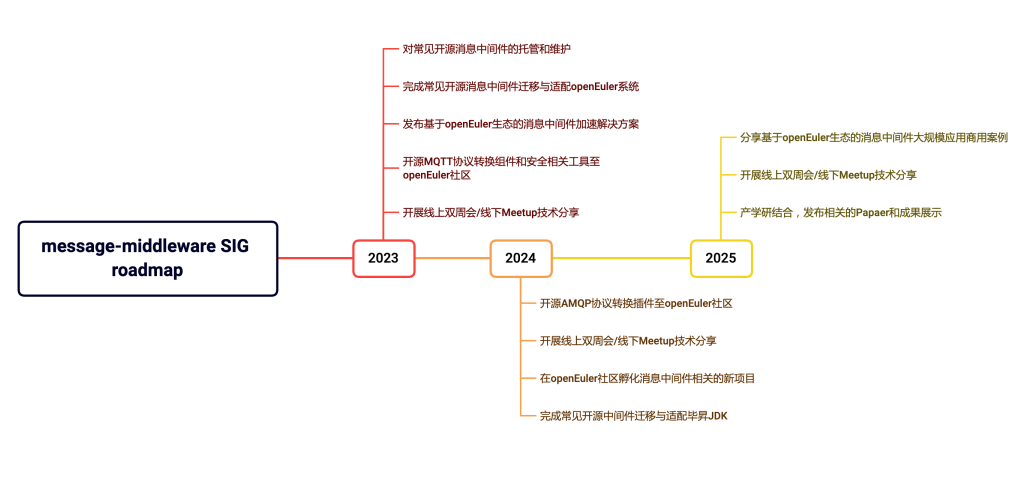 message-middleware SIG
roadmap
2023
对常见开源消息中间件的托管和维护
完成常见开源消息中间件迁移与适配openEuler系统
发布基于openEuler生态的消息中间件加速解决方案
开源MQTT协议转换组件和安全相关工具至
openEuler社区
开展线上双周会/线下Meetup技术分享
2024
开源AMQP协议转换插件至openEuler社区
开展线上双周会/线下Meetup技术分享
在openEuler社区孵化消息中间件相关的新项目
完成常见开源中间件迁移与适配毕昇JDK
2025
分享基于openEuler生态的消息中间件大规模应用商用案例
开展线上双周会/线下Meetup技术分享
产学研结合，发布相关的Papaer和成果展示